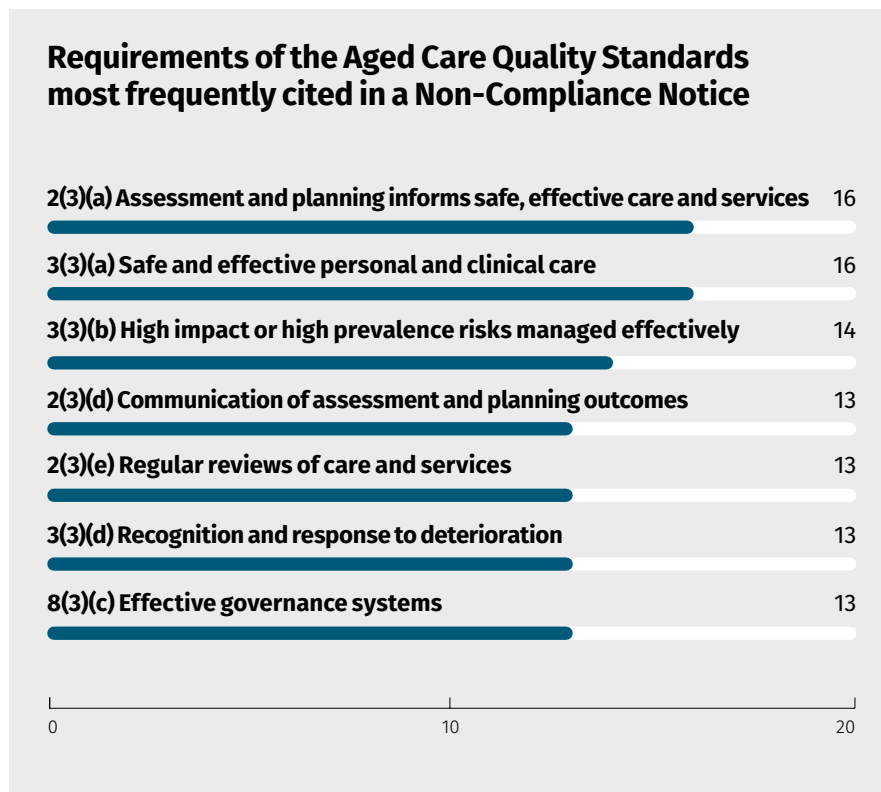 Requirements of the Aged Care Quality Standards
most frequently cited in a Non-Compliance Notice
2(3)(a) Assessment and planning informs safe, effective care and services 16
3(3)(a) Safe and effective personal and clinical care 16
3(3)(b) High impact or high prevalence risks managed effectively 14
2(3)(d) Communication of assessment and planning outcomes 13
2(3)(e) Regular reviews of care and services 13
3(3)(d) Recognition and response to deterioration 13
8(3)(c) Effective governance systems 13
0 10 20